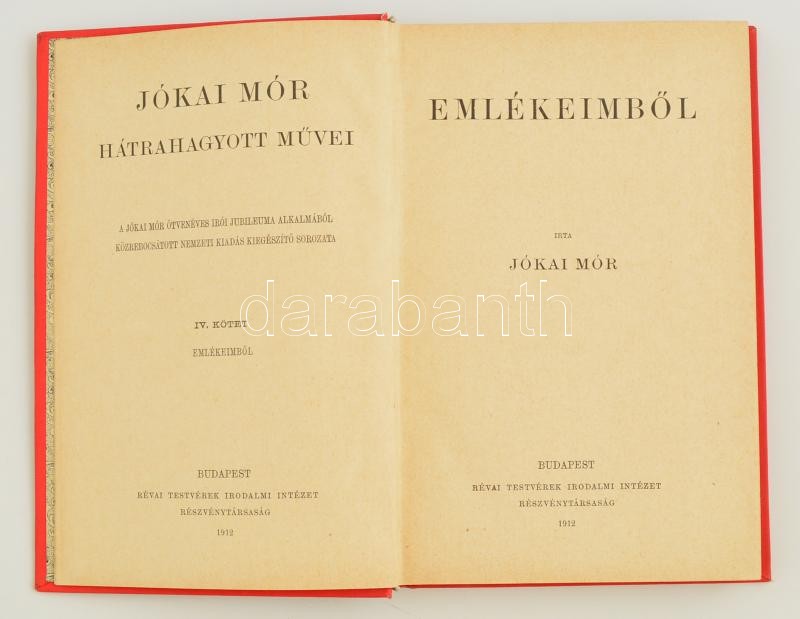 JÓKAI MÓR
HÁTRAHAGYOTT MŰVEI
A JÓKAI MÓR ÖTVENÉVES IRÓI JUBILEUMA ALKALMÁBÓL
KÖZREBOCSÁTOTT NEMZETI KIADÁS KIEGÉSZÍTŐ SOROZATA
IV. KÖTET
EMLÉKEIMBŐL
BUDAPEST
RÉVAI TESTVÉREK IRODALMI INTÉZET
RÉSZVÉNYTÁRSASÁG
1912
EMLÉKEIMBŐL
IRTA
JÓKAI MÓR
BUDAPEST
RÉVAI TESTVÉREK IRODALMI INTÉZET
RÉSZVÉNYTÁRSASÁG
1912
darabanth